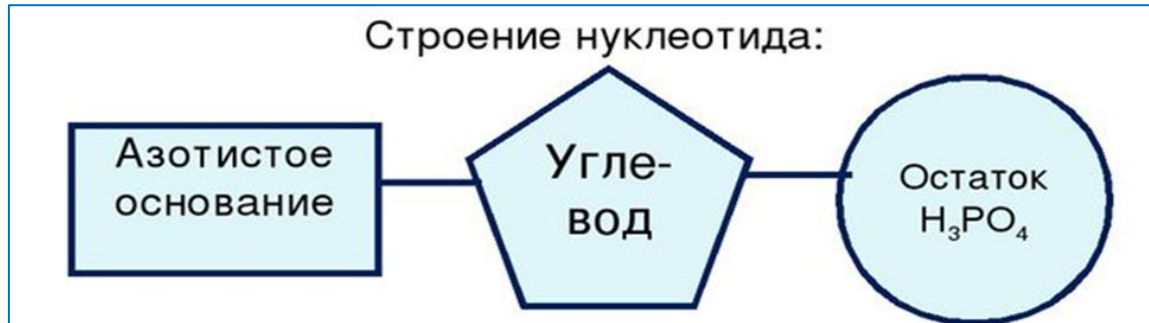 Строение нуклеотида:
Азотистое
основание
Угле-
вод
Остаток
H₃PO₄